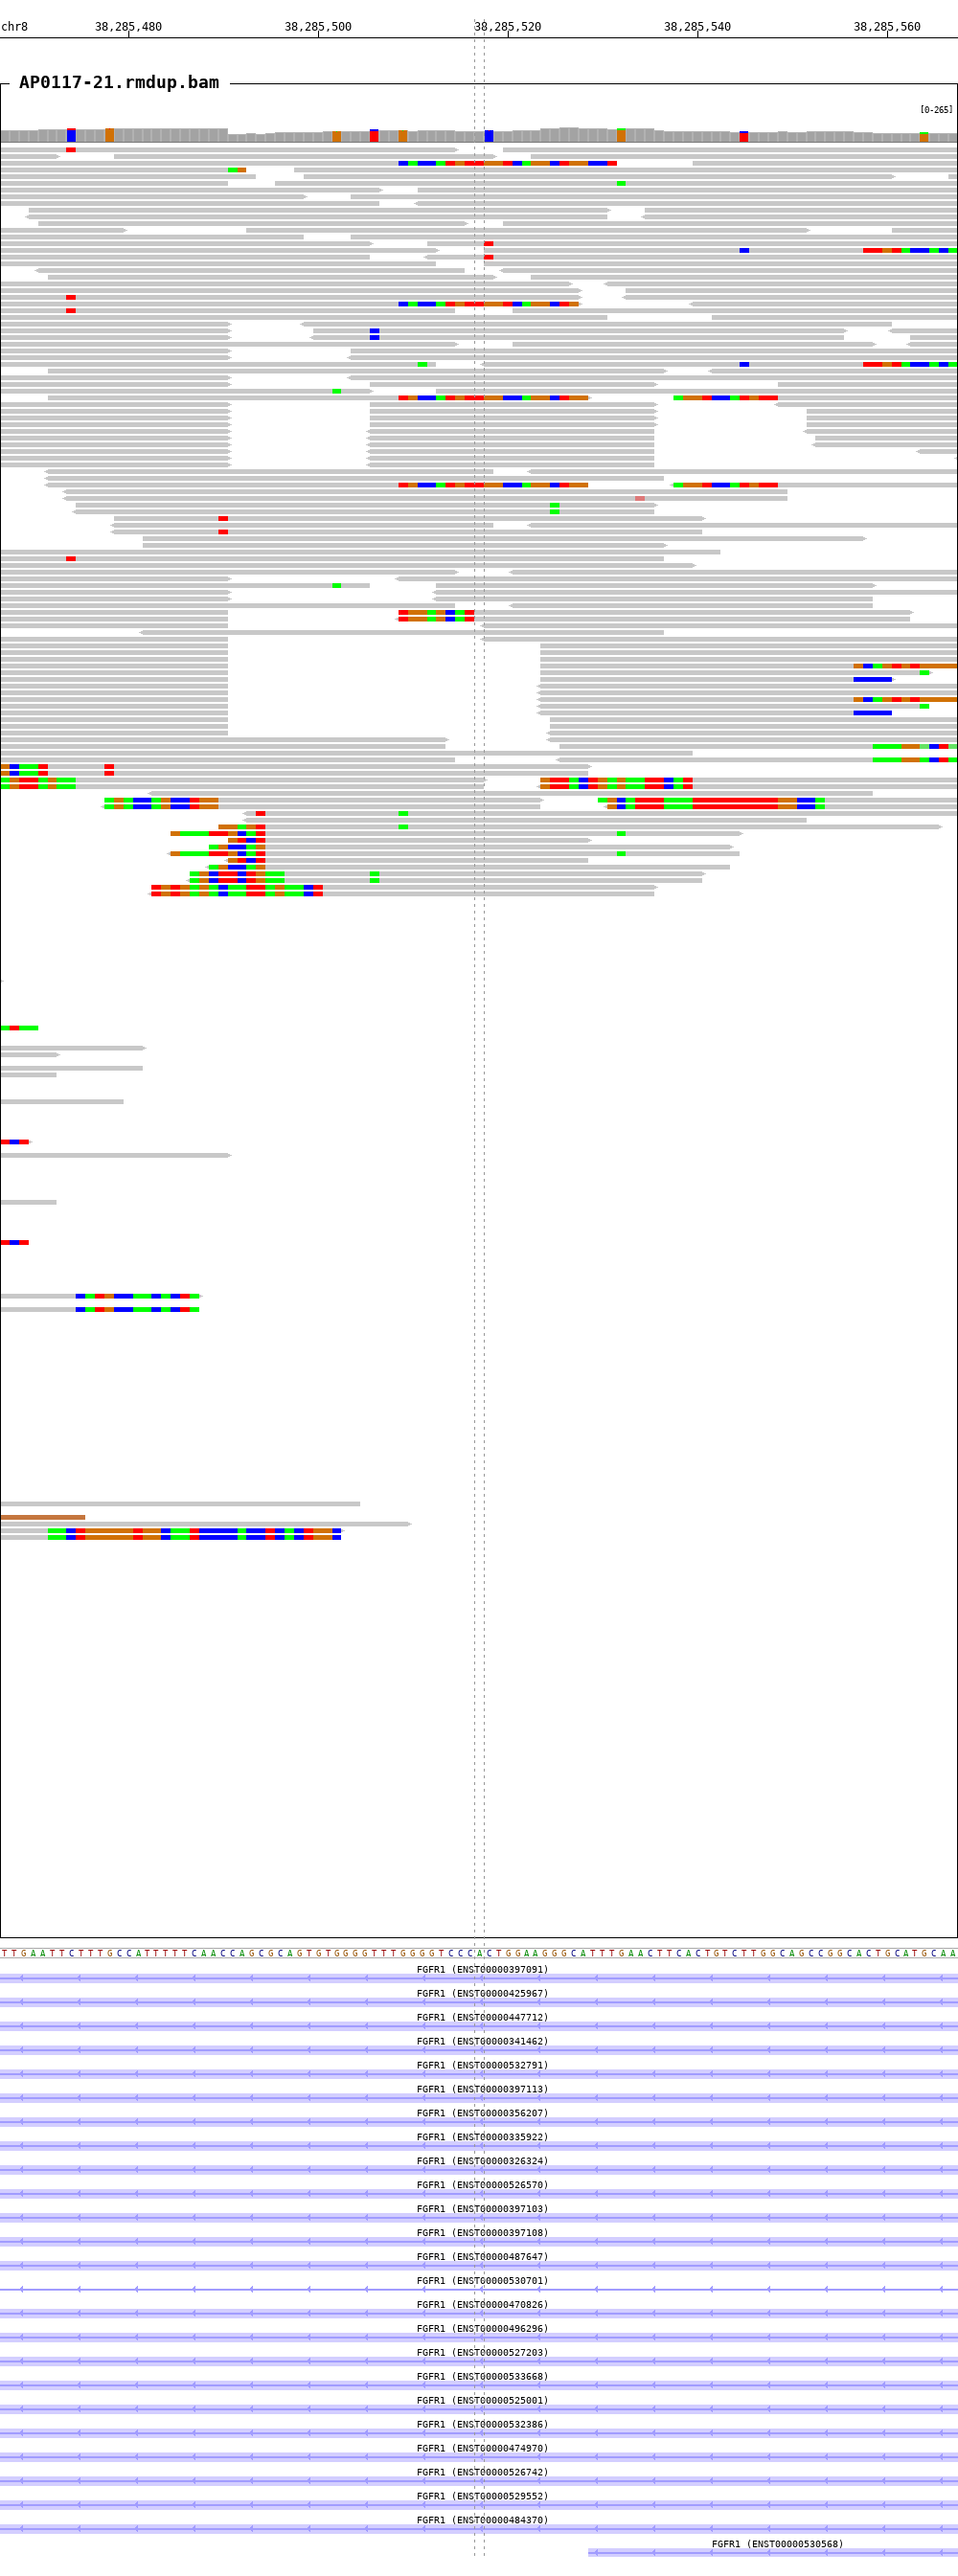 chr8 38,285,480 38,285,500 38,285,520 38,285,540 38,285,560
AP0117-21.rmdup.bam
[0-265]
T T G A A T T C T T T G C C A T T T T T C A A C C A G C G C A G T G T G G G G T T T G G G G T C C C A C T G G A A G G G C A T T T G A A C T T C A C T G T C T T G G C A G C C G G C A C T G C A T G C A A
FGFR1 (ENST00000397091)
FGFR1 (ENST00000425967)
FGFR1 (ENST00000447712)
FGFR1 (ENST00000341462)
FGFR1 (ENST00000532791)
FGFR1 (ENST00000397113)
FGFR1 (ENST00000356207)
FGFR1 (ENST00000335922)
FGFR1 (ENST00000326324)
FGFR1 (ENST00000526570)
FGFR1 (ENST00000397103)
FGFR1 (ENST00000397108)
FGFR1 (ENST00000487647)
FGFR1 (ENST00000530701)
FGFR1 (ENST00000470826)
FGFR1 (ENST00000496296)
FGFR1 (ENST00000527203)
FGFR1 (ENST00000533668)
FGFR1 (ENST00000525001)
FGFR1 (ENST00000532386)
FGFR1 (ENST00000474970)
FGFR1 (ENST00000526742)
FGFR1 (ENST00000529552)
FGFR1 (ENST00000484370)
FGFR1 (ENST00000530568)